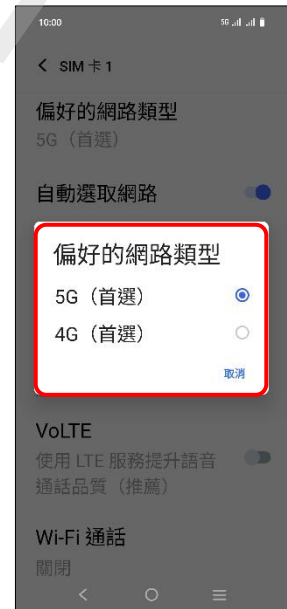 10:00
5G
SIM 卡 1
偏好的網路類型
5G（首選）
自動選取網路
偏好的網路類型
5G（首選）
4G（首選）
取消
VoLTE
使用 LTE 服務提升語音
通話品質（推薦）
Wi-Fi 通話
關閉